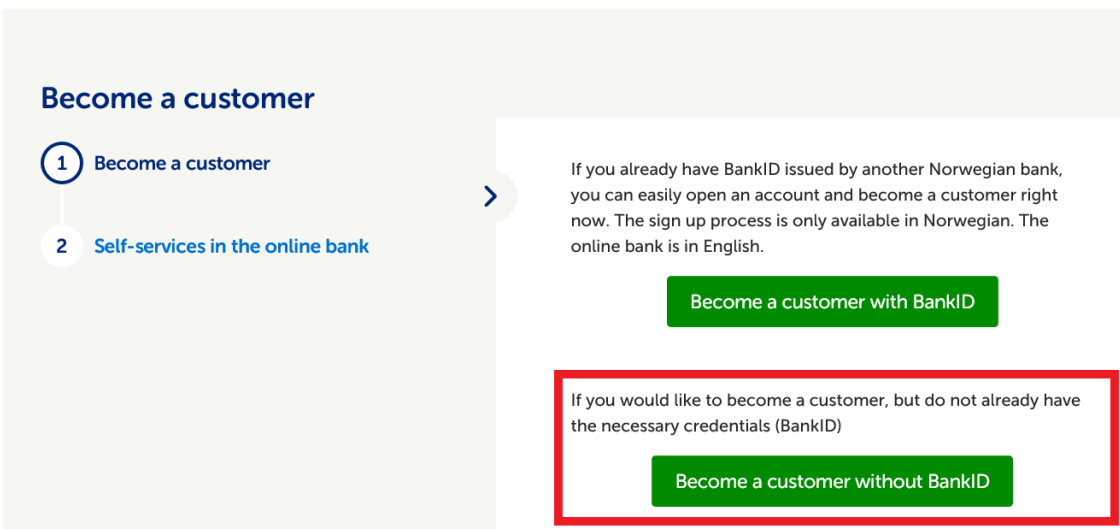 Become a customer
1 Become a customer
2 Self-services in the online bank
If you already have BankID issued by another Norwegian bank,
you can easily open an account and become a customer right
now. The sign up process is only available in Norwegian. The
online bank is in English.
Become a customer with BankID
If you would like to become a customer, but do not already have
the necessary credentials (BankID)
Become a customer without BankID